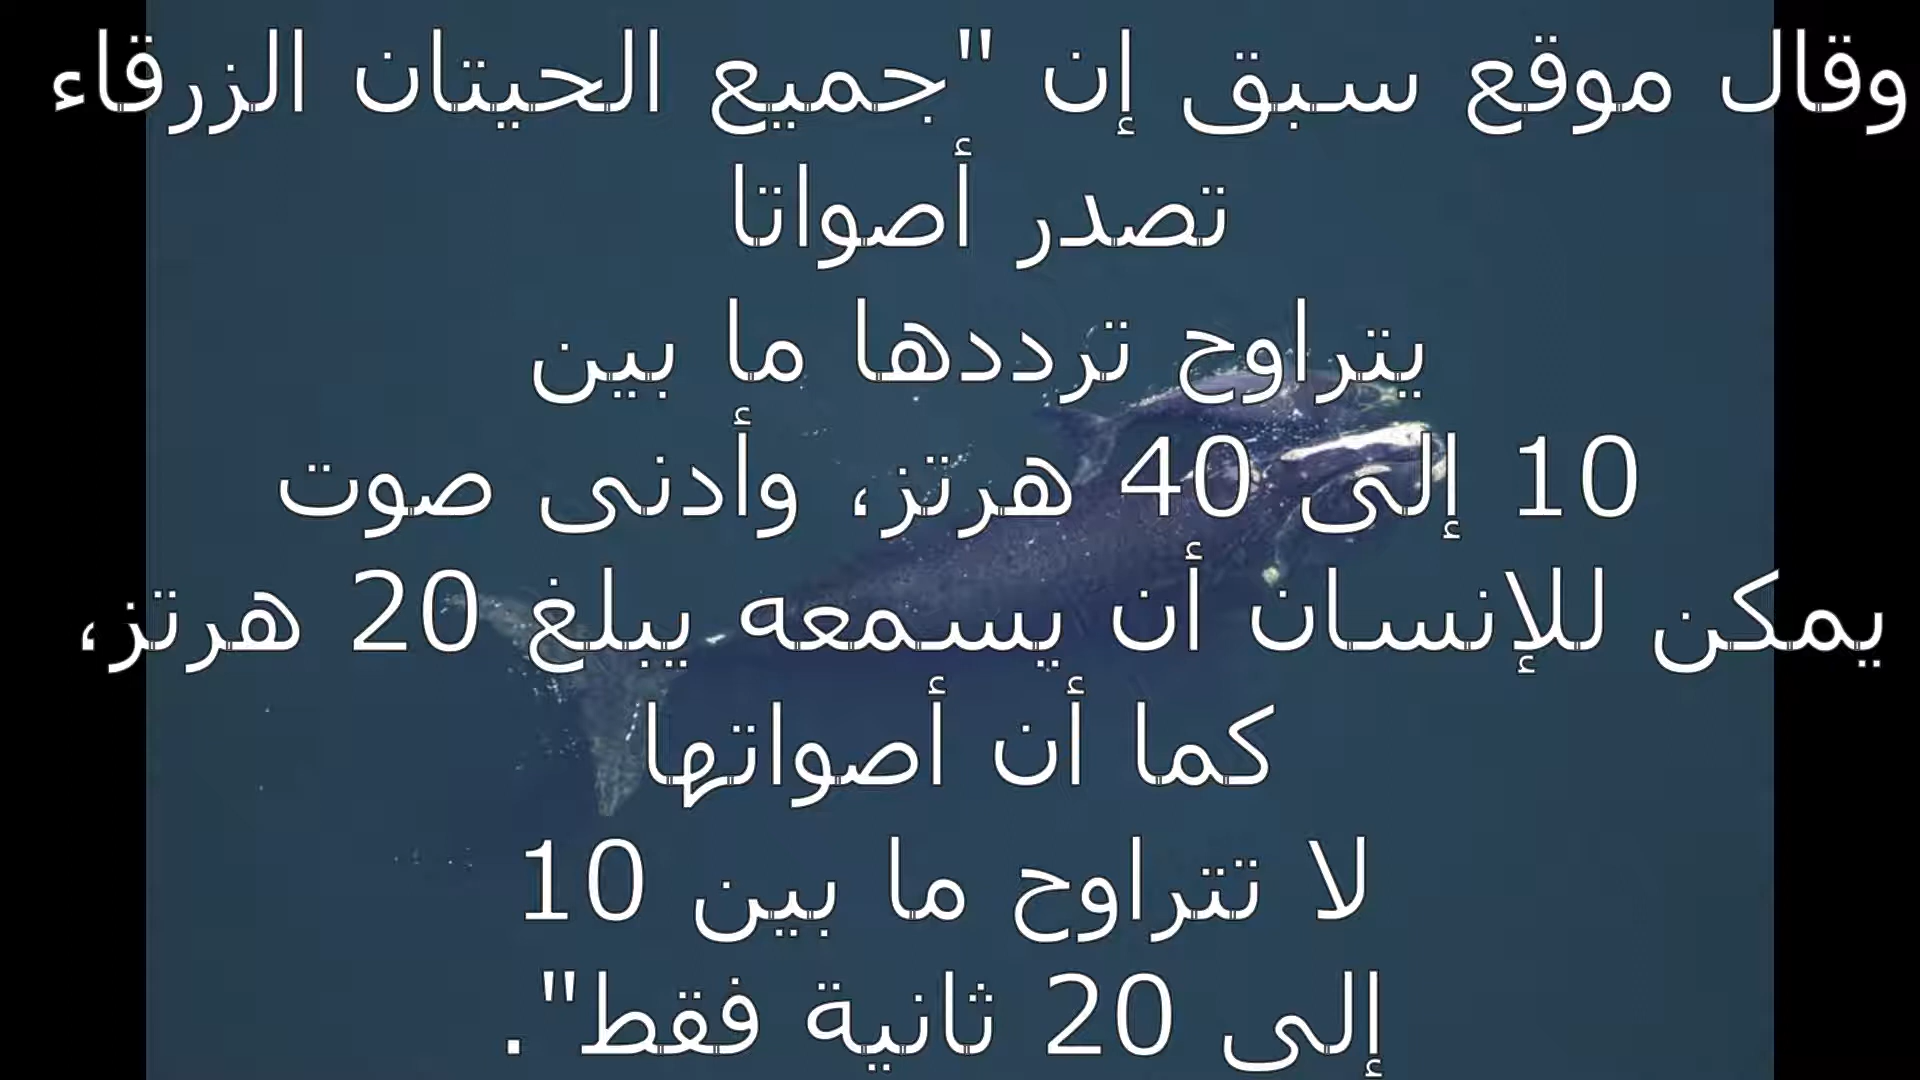 وقال موقع سبق إن "جميع الحيتان الزرقاء
تصدر أصواتا
يتراوح ترددها ما بين
10 إلى 40 هرتز، وأدنى صوت
يمكن للإنسان أن يسمعه يبلغ 20 هرتز،
كما أن أصواتها
لا تتراوح ما بين 10
إلى 20 ثانية فقط".